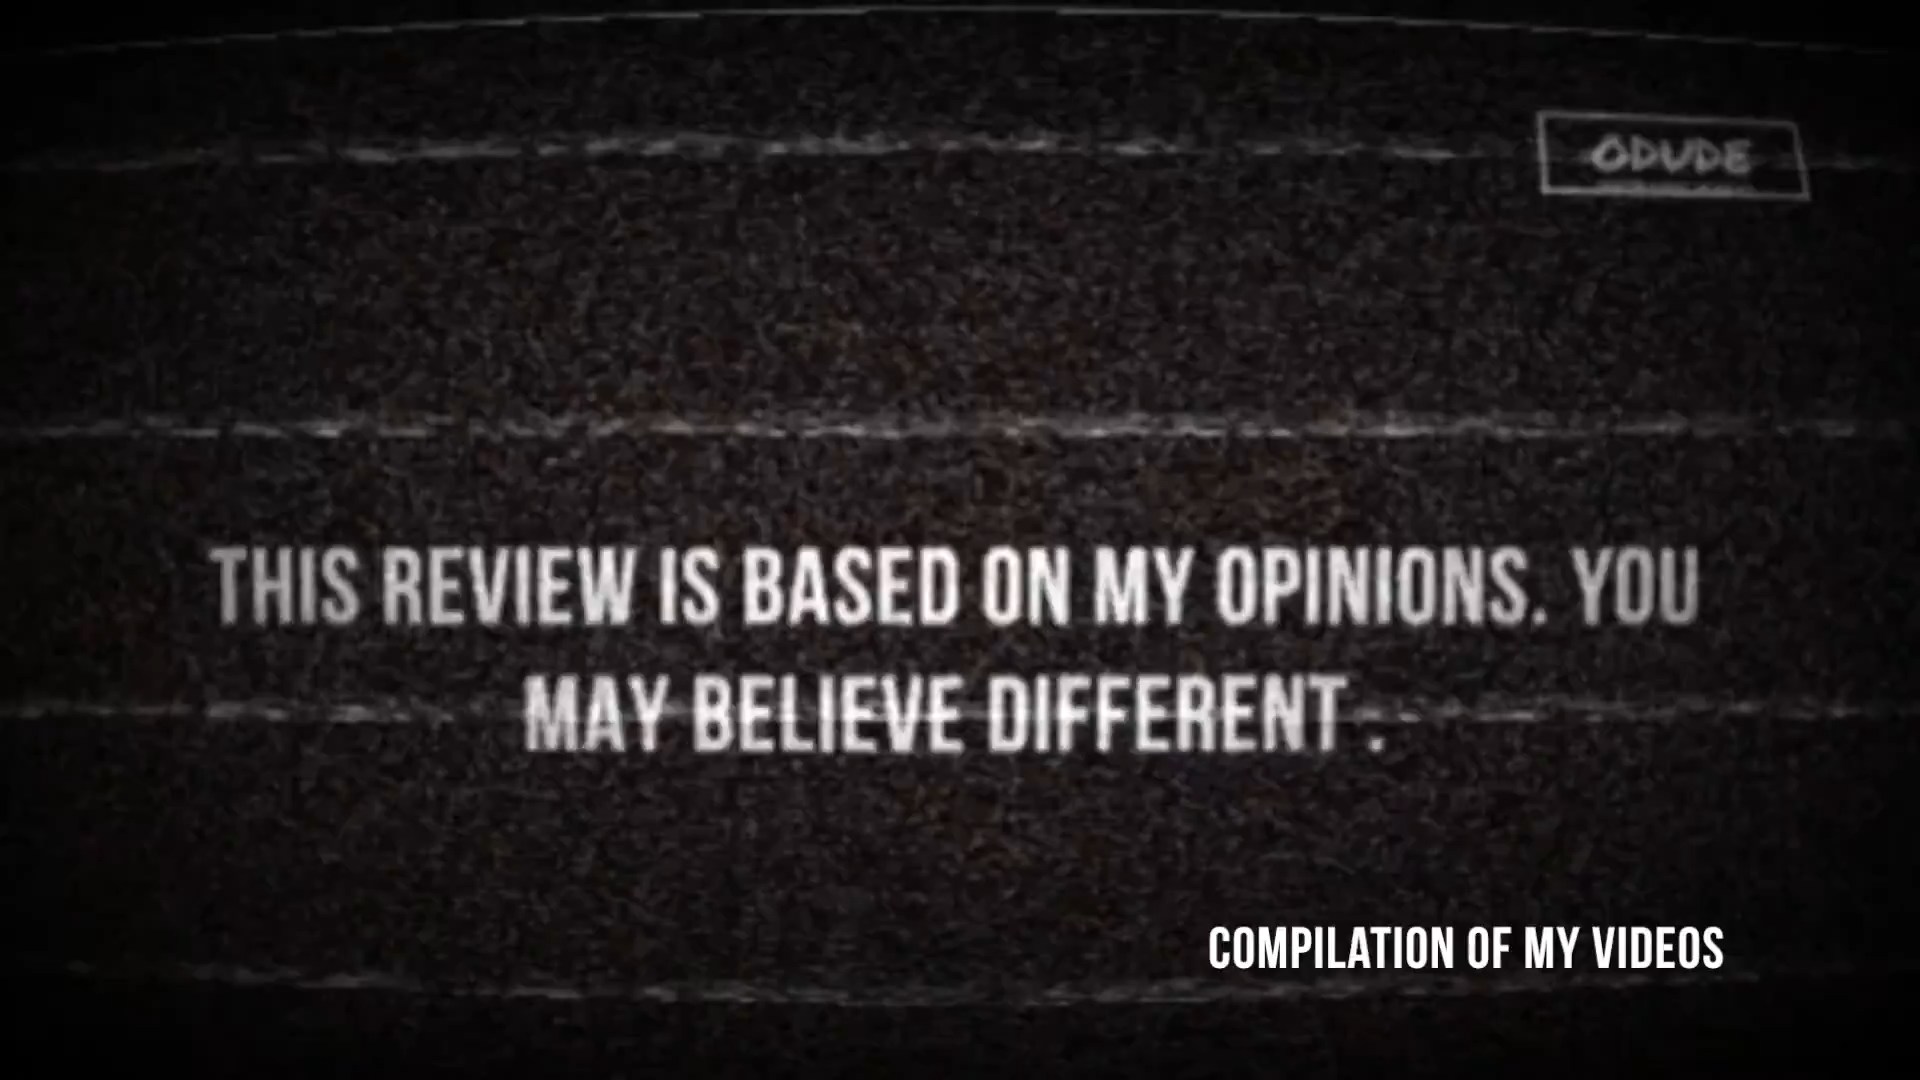 ODUDE
THIS REVIEW IS BASED ON MY OPINIONS. YOU
MAY BELIEVE DIFFERENT .
COMPILATION OF MY VIDEOS